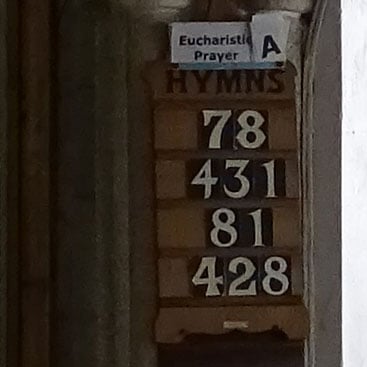 Eucharistic A
Prayer
HYMNS
78
431
81
428